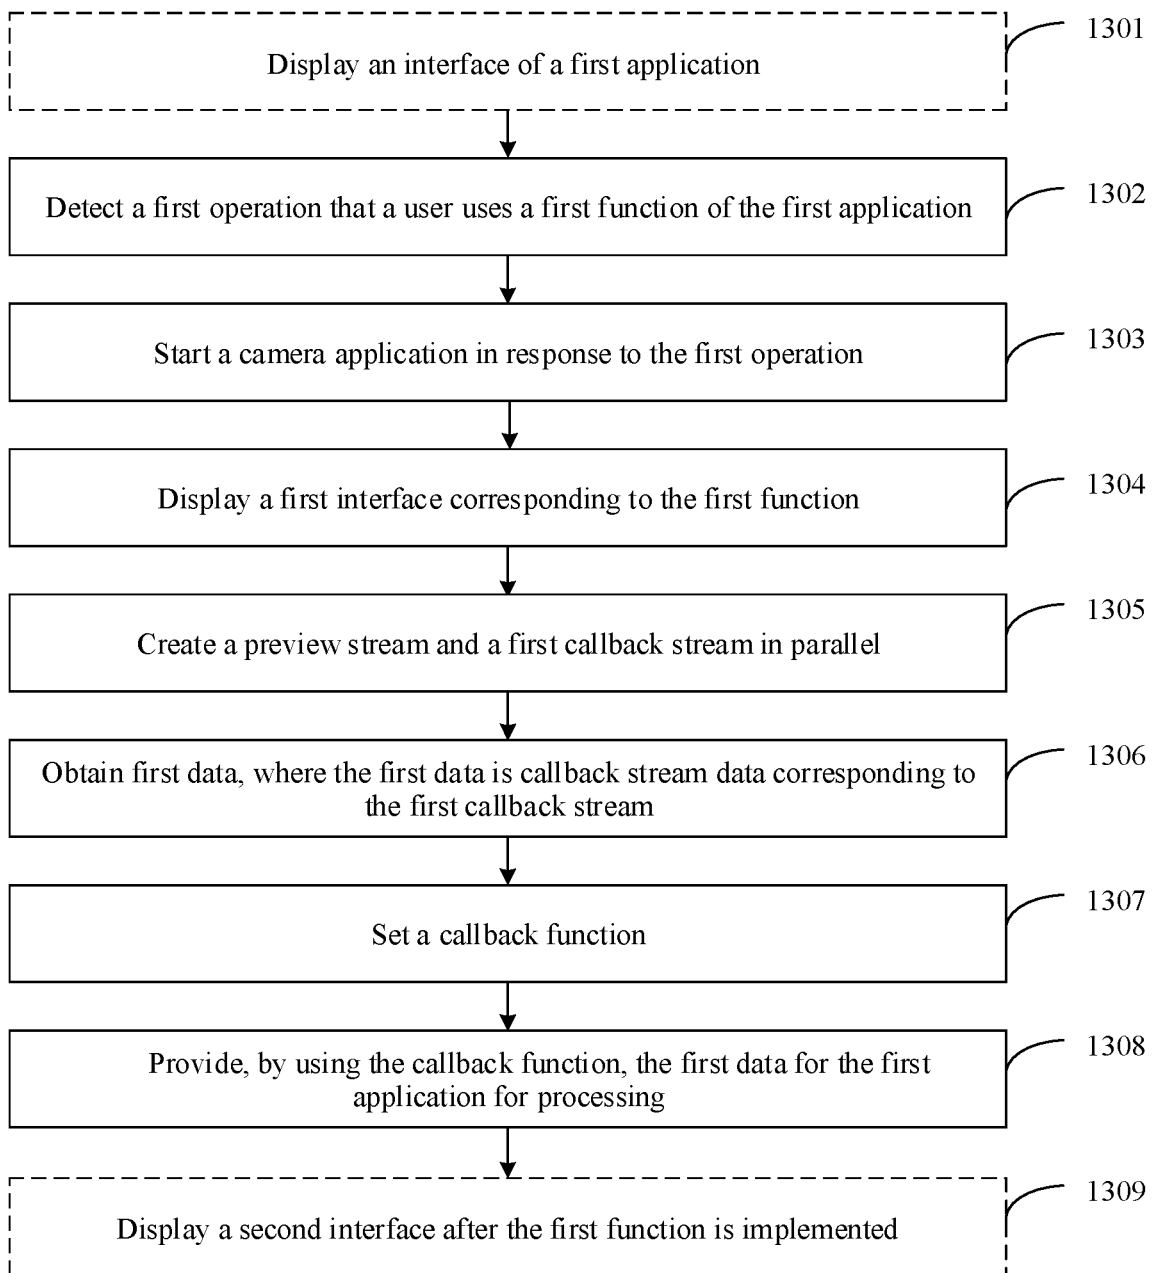 Display an interface of a first application
1301
Detect a first operation that a user uses a first function of the first application
1302
Start a camera application in response to the first operation
1303
Display a first interface corresponding to the first function
1304
Create a preview stream and a first callback stream in parallel
1305
Obtain first data, where the first data is callback stream data corresponding to
the first callback stream
1306
Set a callback function
1307
Provide, by using the callback function, the first data for the first
application for processing
1308
Display a second interface after the first function is implemented
1309